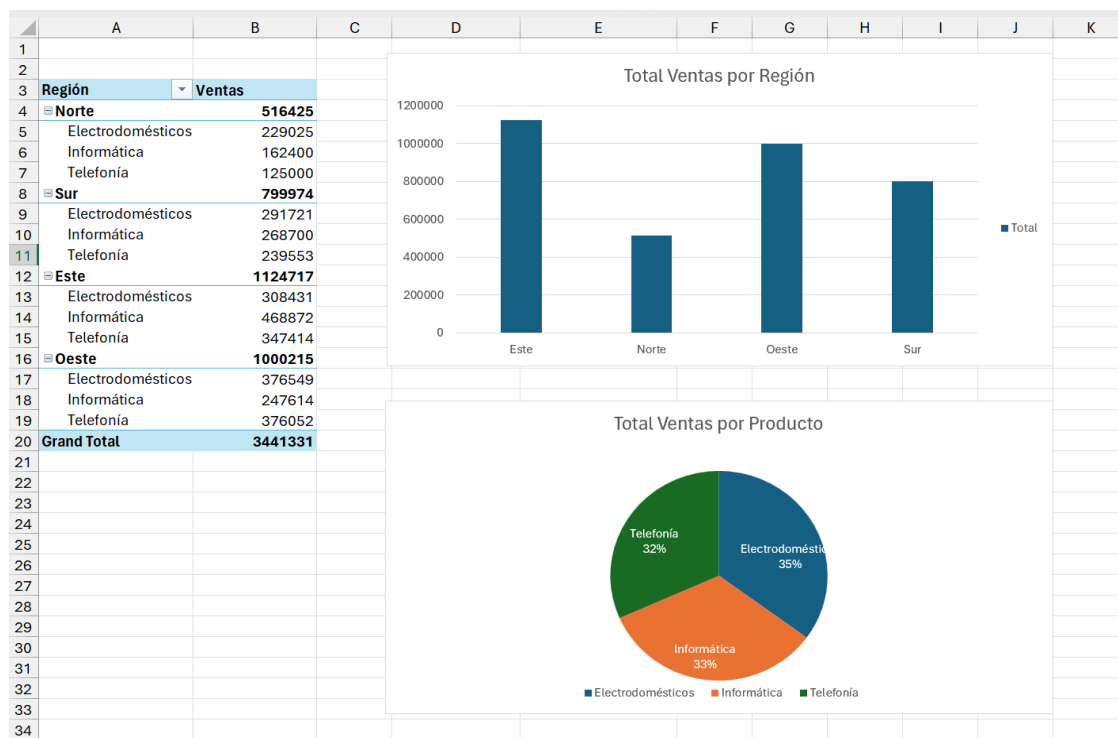 A B C D E F G H I J K
1
2
3 Región Ventas
4 Norte 516425
5 Electrodomésticos 229025
6 Informática 162400
7 Telefonía 125000
8 Sur 799974
9 Electrodomésticos 291721
10 Informática 268700
11 Telefonía 239553
12 Este 1124717
13 Electrodomésticos 308431
14 Informática 468872
15 Telefonía 347414
16 Oeste 1000215
17 Electrodomésticos 376549
18 Informática 247614
19 Telefonía 376052
20 Grand Total 3441331
21
22
23
24
25
26
27
28
29
30
31
32
33
34
Total Ventas por Región
1200000
1000000
800000
600000
400000
200000
0
Este Norte Oeste Sur
Total
Total Ventas por Producto
Telefonía
32%
Electrodoméstic
35%
Informática
33%
Electrodomésticos Informática Telefonía